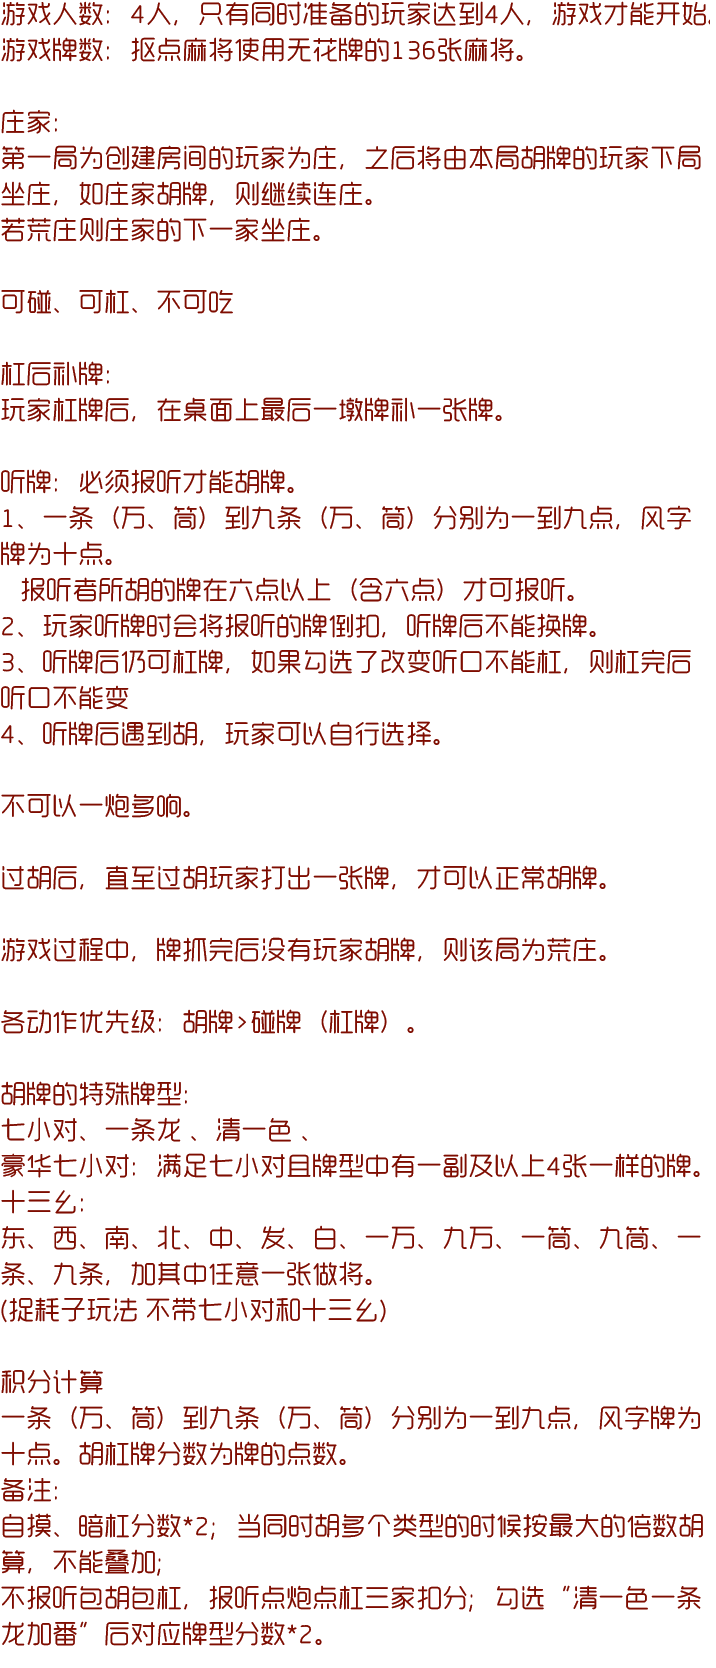 游戏人数：4人，只有同时准备的玩家达到4人，游戏才能开始.
游戏牌数：抠点麻将使用无花牌的136张麻将。
庄家：
第一局为创建房间的玩家为庄，之后将由本局胡牌的玩家下局
坐庄，如庄家胡牌，则继续连庄。
若荒庄则庄家的下一家坐庄。
可碰、可杠、不可吃
杠后补牌：
玩家杠牌后，在桌面上最后一墩牌补一张牌。
听牌：必须报听才能胡牌。
1、一条（万、筒）到九条（万、筒）分别为一到九点，风字
牌为十点。
报听者所胡的牌在六点以上（含六点）才可报听。
2、玩家听牌时会将报听的牌倒扣，听牌后不能换牌。
3、听牌后仍可杠牌，如果勾选了改变听口不能杠，则杠完后
听口不能变
4、听牌后遇到胡，玩家可以自行选择。
不可以一炮多响。
过胡后，直至过胡玩家打出一张牌，才可以正常胡牌。
游戏过程中，牌抓完后没有玩家胡牌，则该局为荒庄。
各动作优先级：胡牌>碰牌（杠牌）。
胡牌的特殊牌型：
七小对、一条龙 、清一色 、
豪华七小对：满足七小对且牌型中有一副及以上4张一样的牌。
十三幺：
东、西、南、北、中、发、白、一万、九万、一筒、九筒、一
条、九条，加其中任意一张做将。
(捉耗子玩法 不带七小对和十三幺)
积分计算
一条（万、筒）到九条（万、筒）分别为一到九点，风字牌为
十点。胡杠牌分数为牌的点数。
备注：
自摸、暗杠分数*2；当同时胡多个类型的时候按最大的倍数胡
算，不能叠加;
不报听包胡包杠，报听点炮点杠三家扣分；勾选“清一色一条
龙加番”后对应牌型分数*2。